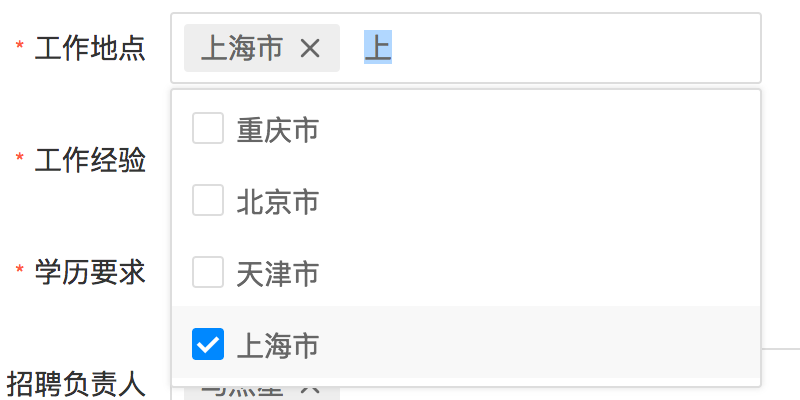 * 工作地点 上海市 × 上
重庆市
* 工作经验
北京市
* 学历要求
天津市
上海市
招聘负责人